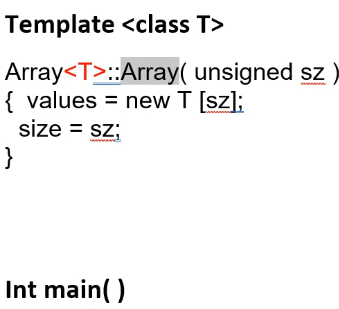 Template <class T>
Array<T>::Array( unsigned sz )
{  values = new T [sz];
size = sz;
}
Int main( )